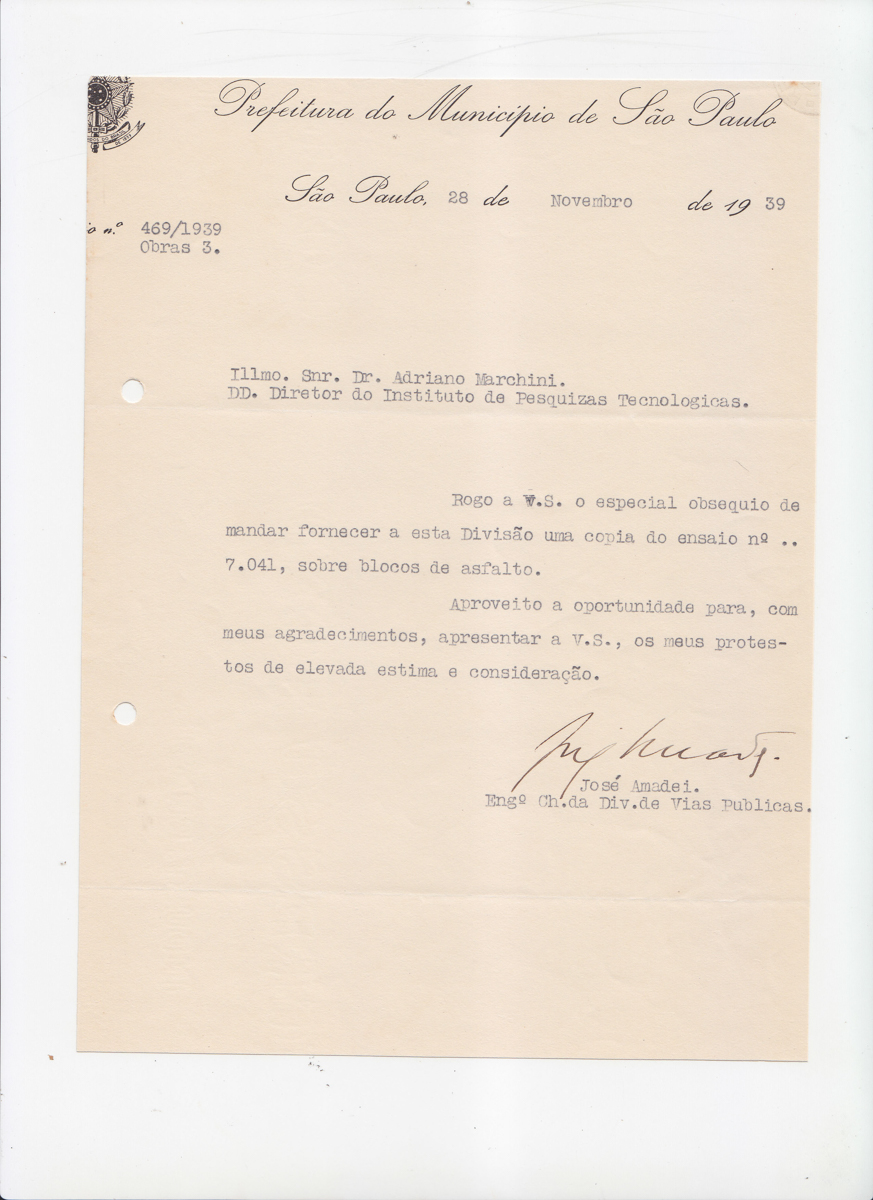 Prefeitura do Município de São Paulo
São Paulo, 28 de Novembro de 1939
o n.º 469/1939
Obras 3.
Illmo. Snr. Dr. Adriano Marchini.
DD. Diretor do Instituto de Pesquizas Tecnologicas.
Rogo a V.S. o especial obsequio de
mandar fornecer a esta Divisão uma copia do ensaio nº ..
7.041, sobre blocos de asfalto.
Aproveito a oportunidade para, com
meus agradecimentos, apresentar a V.S., os meus protes-
tos de elevada estima e consideração.
José Amadei.
Engº Ch.da Div.de Vias Publicas.